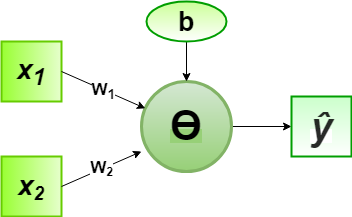 b
x₁
w₁
ϴ
ŷ
w₂
x₂